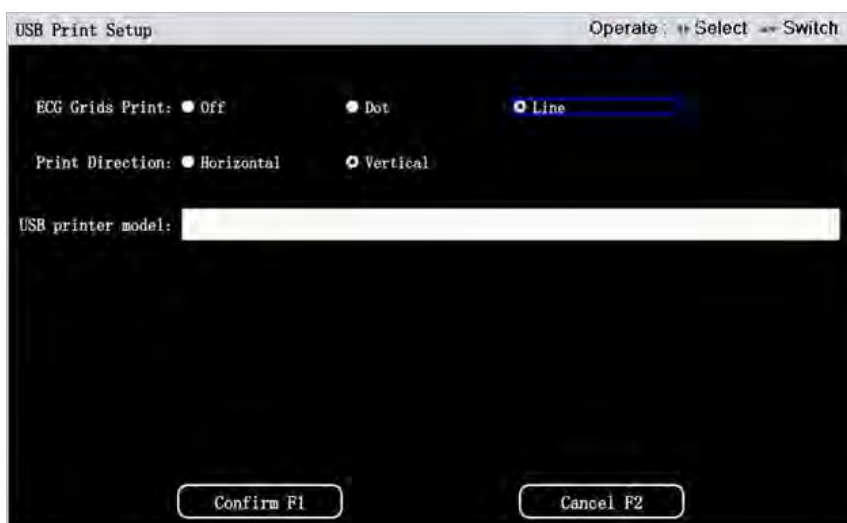 USB Print Setup Operate : Select Switch
ECG Grids Print: Off Dot Line
Print Direction: Horizontal Vertical
USB printer model:
Confirm F1 Cancel F2